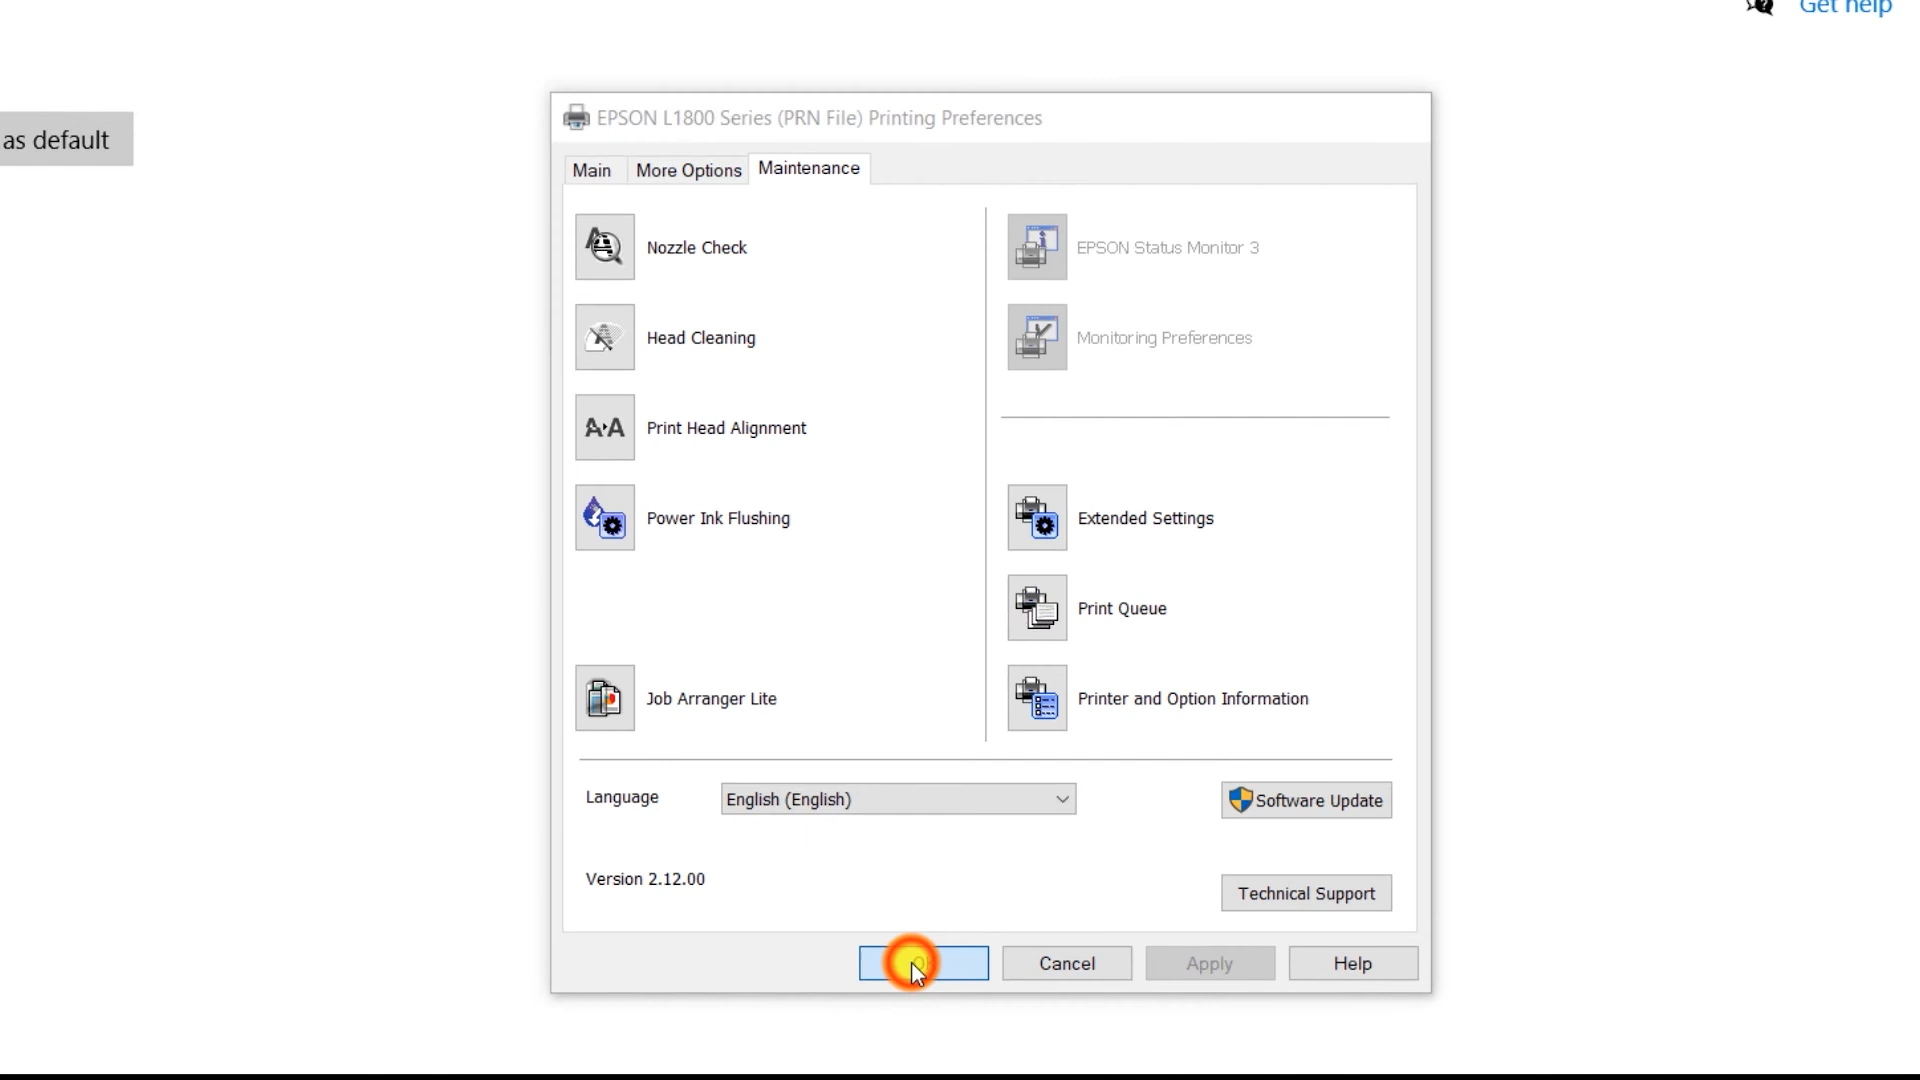 Get help
as default
EPSON L1800 Series (PRN File) Printing Preferences
Main
More Options
Maintenance
Nozzle Check
EPSON Status Monitor 3
Head Cleaning
Monitoring Preferences
Print Head Alignment
Power Ink Flushing
Extended Settings
Print Queue
Job Arranger Lite
Printer and Option Information
Language
English (English)
Software Update
Version 2.12.00
Technical Support
Cancel
Apply
Help